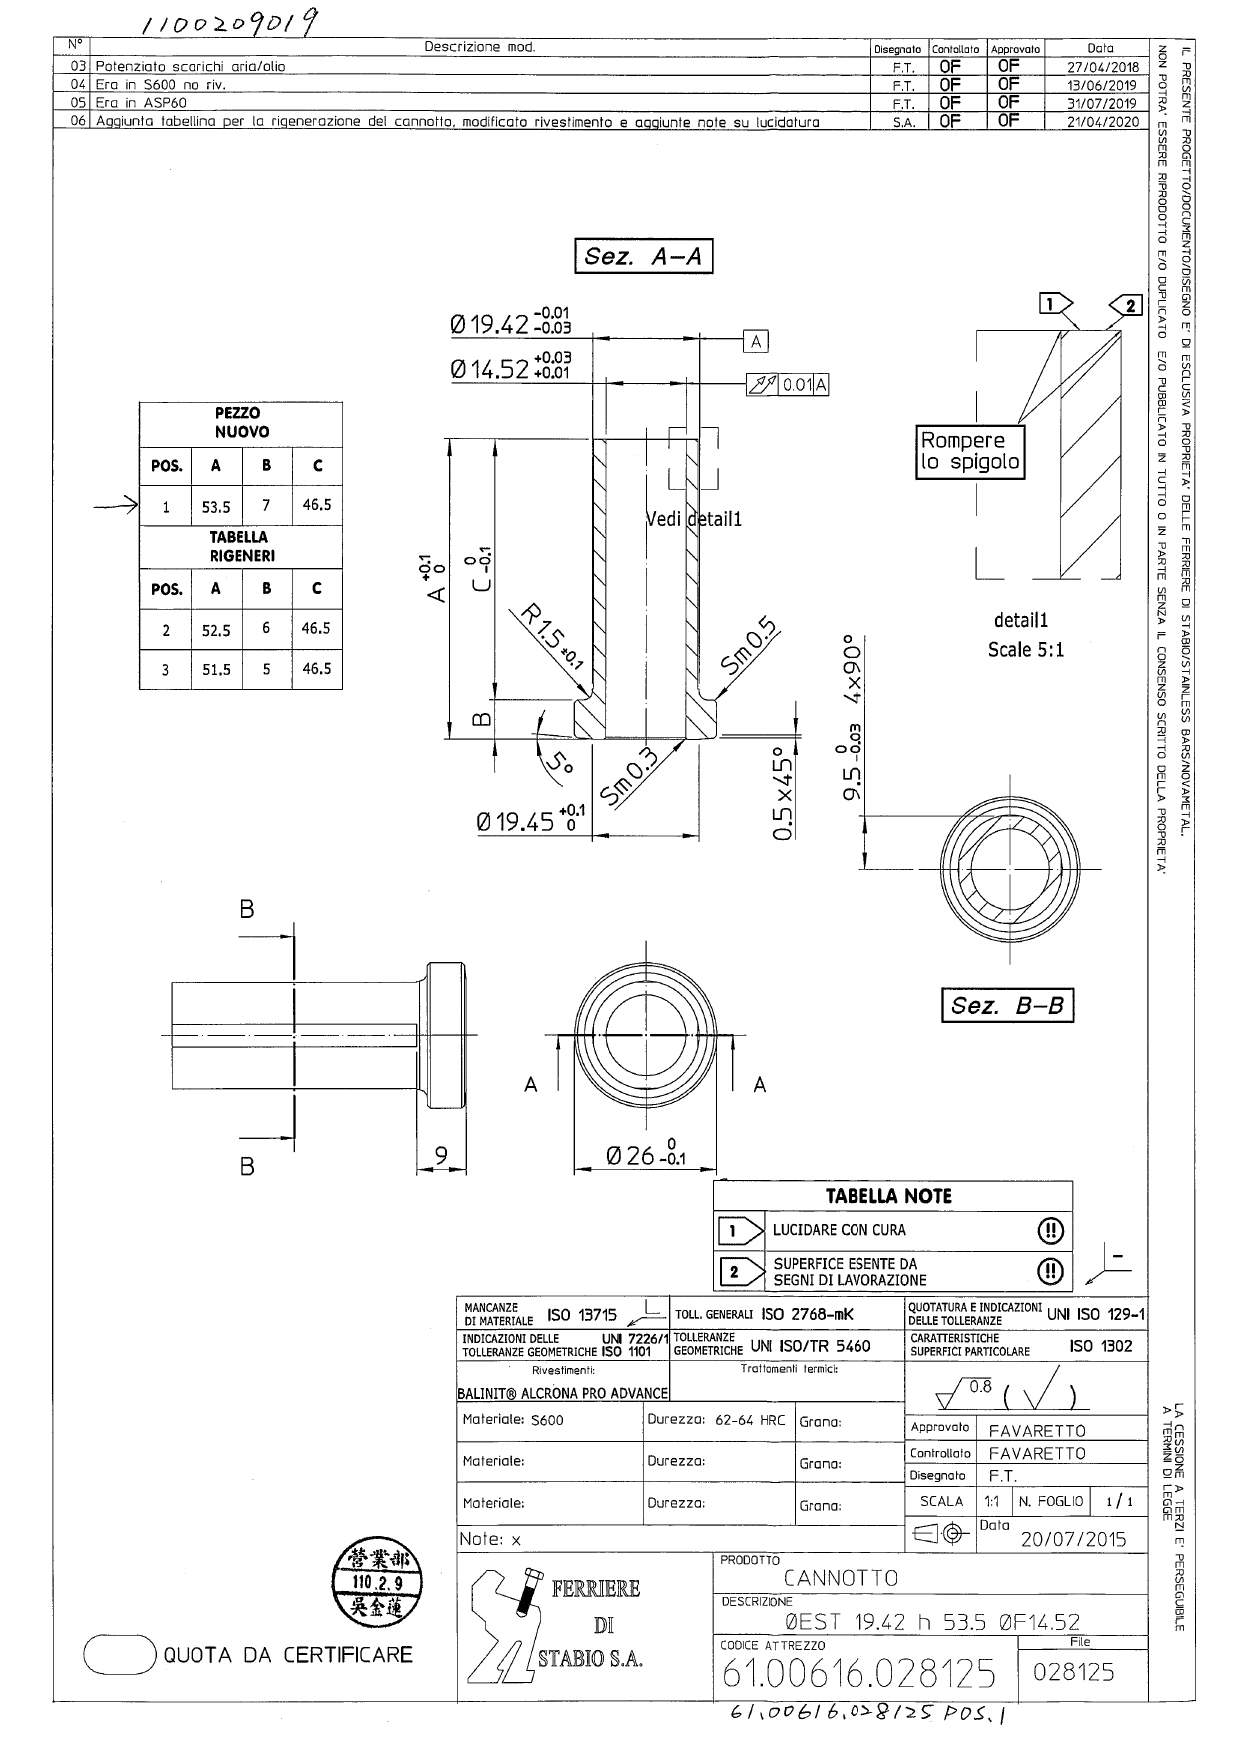 1100209019
N° Descrizione mod. Disegnato Contollato Approvato Data
03 Potenziato scarichi aria/olio F.T. OF OF 27/04/2018
04 Era in S600 no riv. F.T. OF OF 13/06/2019
05 Era in ASP60 F.T. OF OF 31/07/2019
06 Aggiunta tabellina per la rigenerazione del cannotto, modificato rivestimento e aggiunte note su lucidatura S.A. OF OF 21/04/2020
IL PRESENTE PROGETTO/DOCUMENTO/DISEGNO E' DI ESCLUSIVA PROPRIETA' DELLE FERRIERE DI STABIO/STAINLESS BARS/NOVAMETAL.
NON POTRA' ESSERE RIPRODOTTO E/O DUPLICATO E/O PUBBLICATO IN TUTTO O IN PARTE SENZA IL CONSENSO SCRITTO DELLA PROPRIETA'
Sez. A-A
Ø19.42 -0.01 -0.03
A
Ø14.52 +0.03 +0.01
0.01 A
1 2
Rompere
lo spigolo
Vedi detail1
detail1
Scale 5:1
PEZZO
NUOVO
POS. A B C
1 53.5 7 46.5
TABELLA
RIGENERI
POS. A B C
2 52.5 6 46.5
3 51.5 5 46.5
A +0.1 0
C 0 -0.1
R1.5 ±0.1
Sm0.5
B
5°
Sm0.3
0.5x45°
Ø19.45 +0.1 0
4x90°
9.5 0 -0.03
Sez. B-B
B
B
9
A A
Ø26 0 -0.1
TABELLA NOTE
1 LUCIDARE CON CURA !!
2 SUPERFICE ESENTE DA
SEGNI DI LAVORAZIONE !!
MANCANZE
DI MATERIALE ISO 13715
TOLL. GENERALI ISO 2768-mK
QUOTATURA E INDICAZIONI
DELLE TOLLERANZE UNI ISO 129-1
INDICAZIONI DELLE UNI 7226/1
TOLLERANZE GEOMETRICHE ISO 1101
TOLLERANZE
GEOMETRICHE UNI ISO/TR 5460
CARATTERISTICHE
SUPERFICI PARTICOLARE ISO 1302
Rivestimenti:
BALINIT® ALCRONA PRO ADVANCE
Trattamenti termici:
0.8 ( )
Materiale: S600 Durezza: 62-64 HRC Grana:
Materiale: Durezza: Grana:
Materiale: Durezza: Grana:
Note: x
Approvato FAVARETTO
Controllato FAVARETTO
Disegnato F.T.
SCALA 1:1 N. FOGLIO 1/1
Data 20/07/2015
LA CESSIONE A TERZI E' PERSEGUIBILE
A TERMINI DI LEGGE
FERRIERE
DI
STABIO S.A.
PRODOTTO
CANNOTTO
DESCRIZIONE
ØEST 19.42 h 53.5 ØF14.52
CODICE ATTREZZO
61.00616.028125
File
028125
營業部
110.2.9
吳金蓮
QUOTA DA CERTIFICARE
61.00616.028125 POS.1